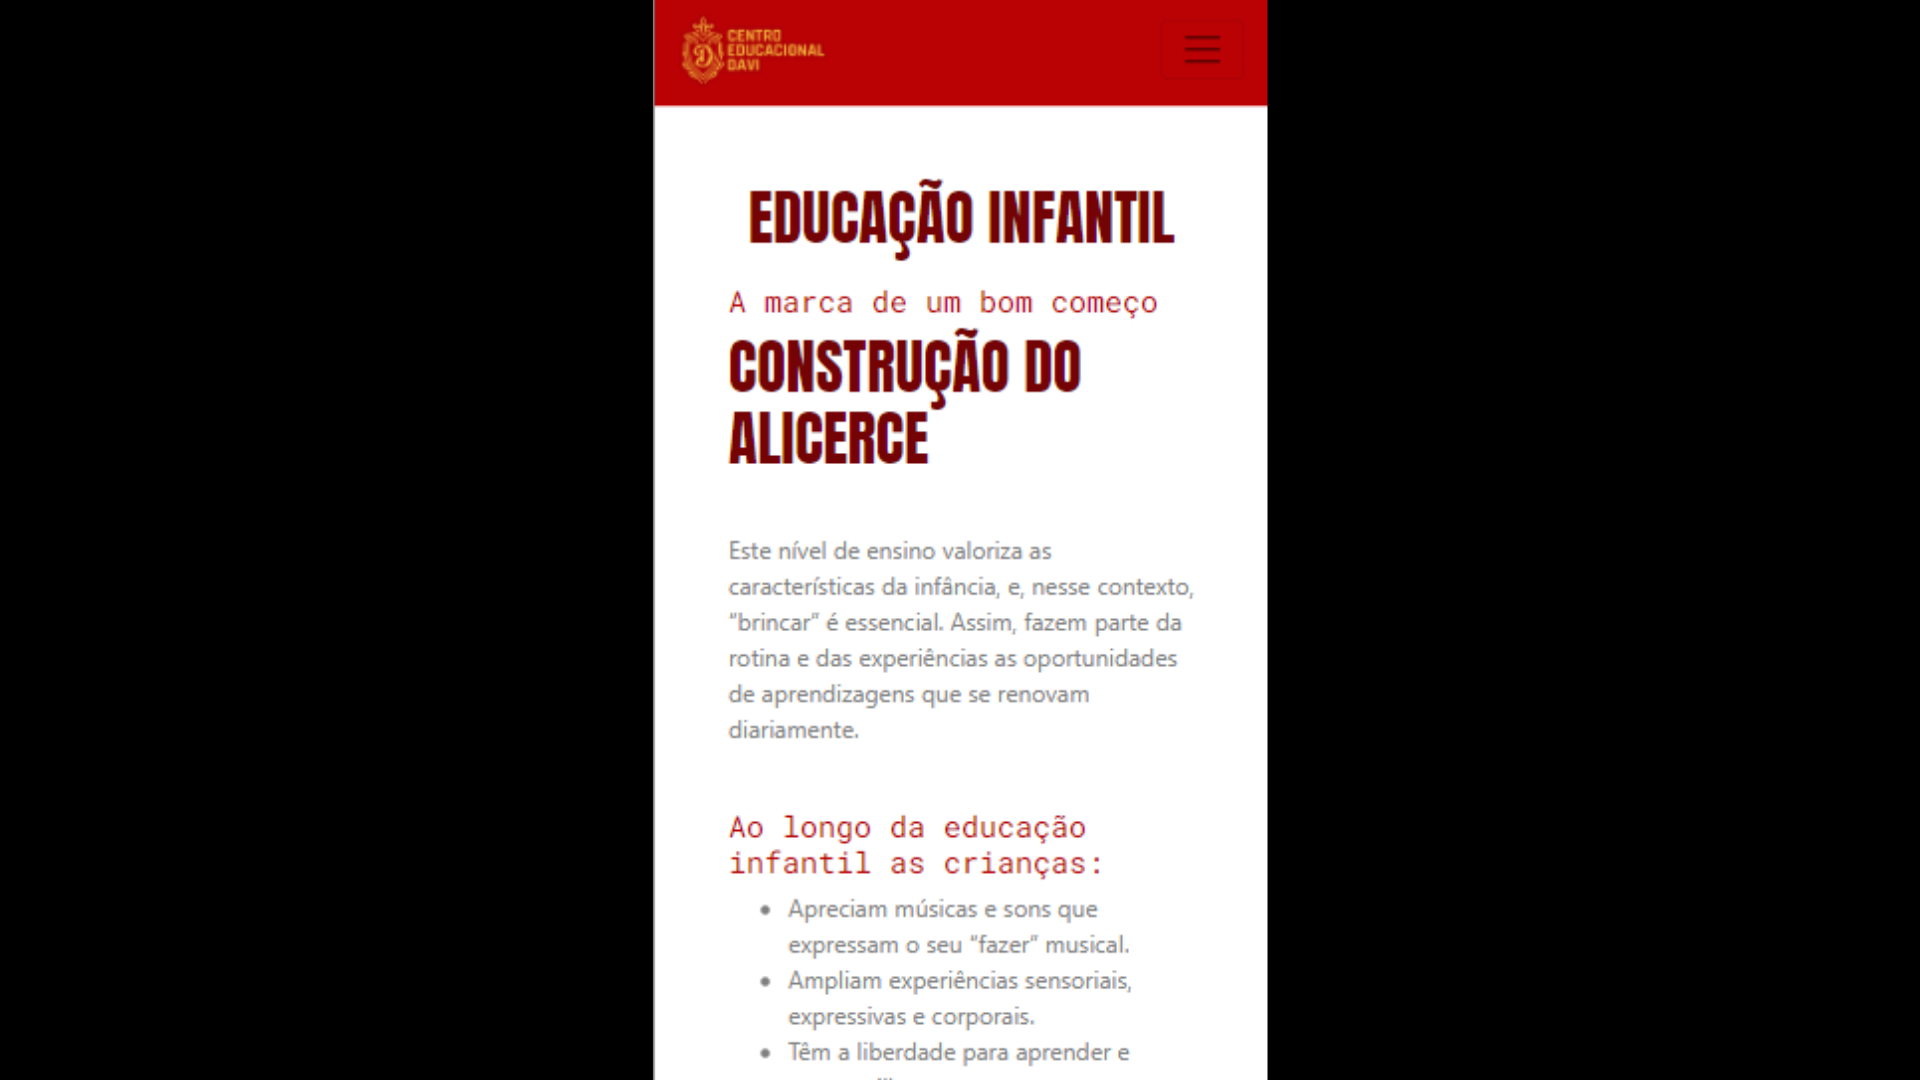 CENTRO
EDUCACIONAL
DAVI
EDUCAÇÃO INFANTIL
A marca de um bom começo
CONSTRUÇÃO DO
ALICERCE
Este nível de ensino valoriza as
características da infância, e, nesse contexto,
“brincar” é essencial. Assim, fazem parte da
rotina e das experiências as oportunidades
de aprendizagens que se renovam
diariamente.
Ao longo da educação
infantil as crianças:
• Apreciam músicas e sons que
expressam o seu “fazer” musical.
• Ampliam experiências sensoriais,
expressivas e corporais.
• Têm a liberdade para aprender e